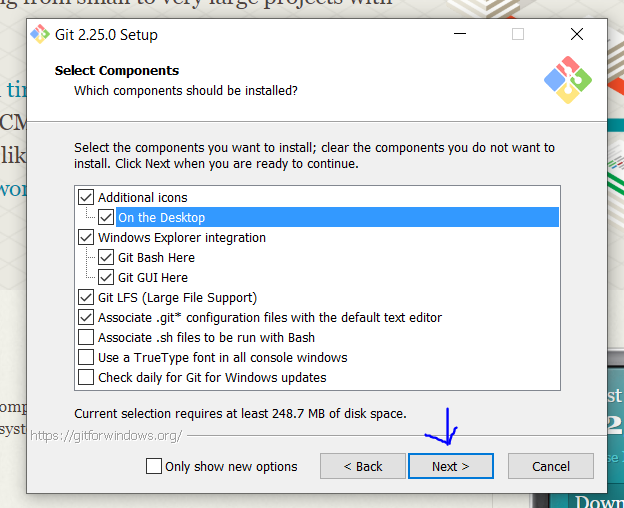 ng from small to very large projects with
Git 2.25.0 Setup
Select Components
Which components should be installed?
tin
CM
lik
wor
Select the components you want to install; clear the components you do not want to
install. Click Next when you are ready to continue.
Additional icons
On the Desktop
Windows Explorer integration
Git Bash Here
Git GUI Here
Git LFS (Large File Support)
Associate .git* configuration files with the default text editor
Associate .sh files to be run with Bash
Use a TrueType font in all console windows
Check daily for Git for Windows updates
Current selection requires at least 248.7 MB of disk space.
omp
syst
https://gitforwindows.org/
Only show new options
< Back
Next >
Cancel
st
2
Down